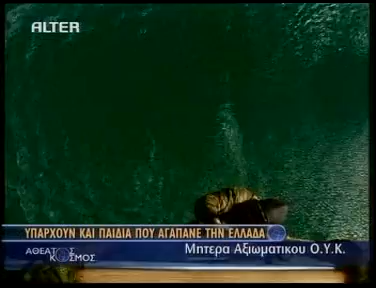 ALTER
ΥΠΑΡΧΟΥΝ ΚΑΙ ΠΑΙΔΙΑ ΠΟΥ ΑΓΑΠΑΝΕ ΤΗΝ ΕΛΛΑΔΑ
ΑΘΕΑΤΟΣ ΚΟΣΜΟΣ
Μητερα Αξιωματικου Ο.Υ.Κ.